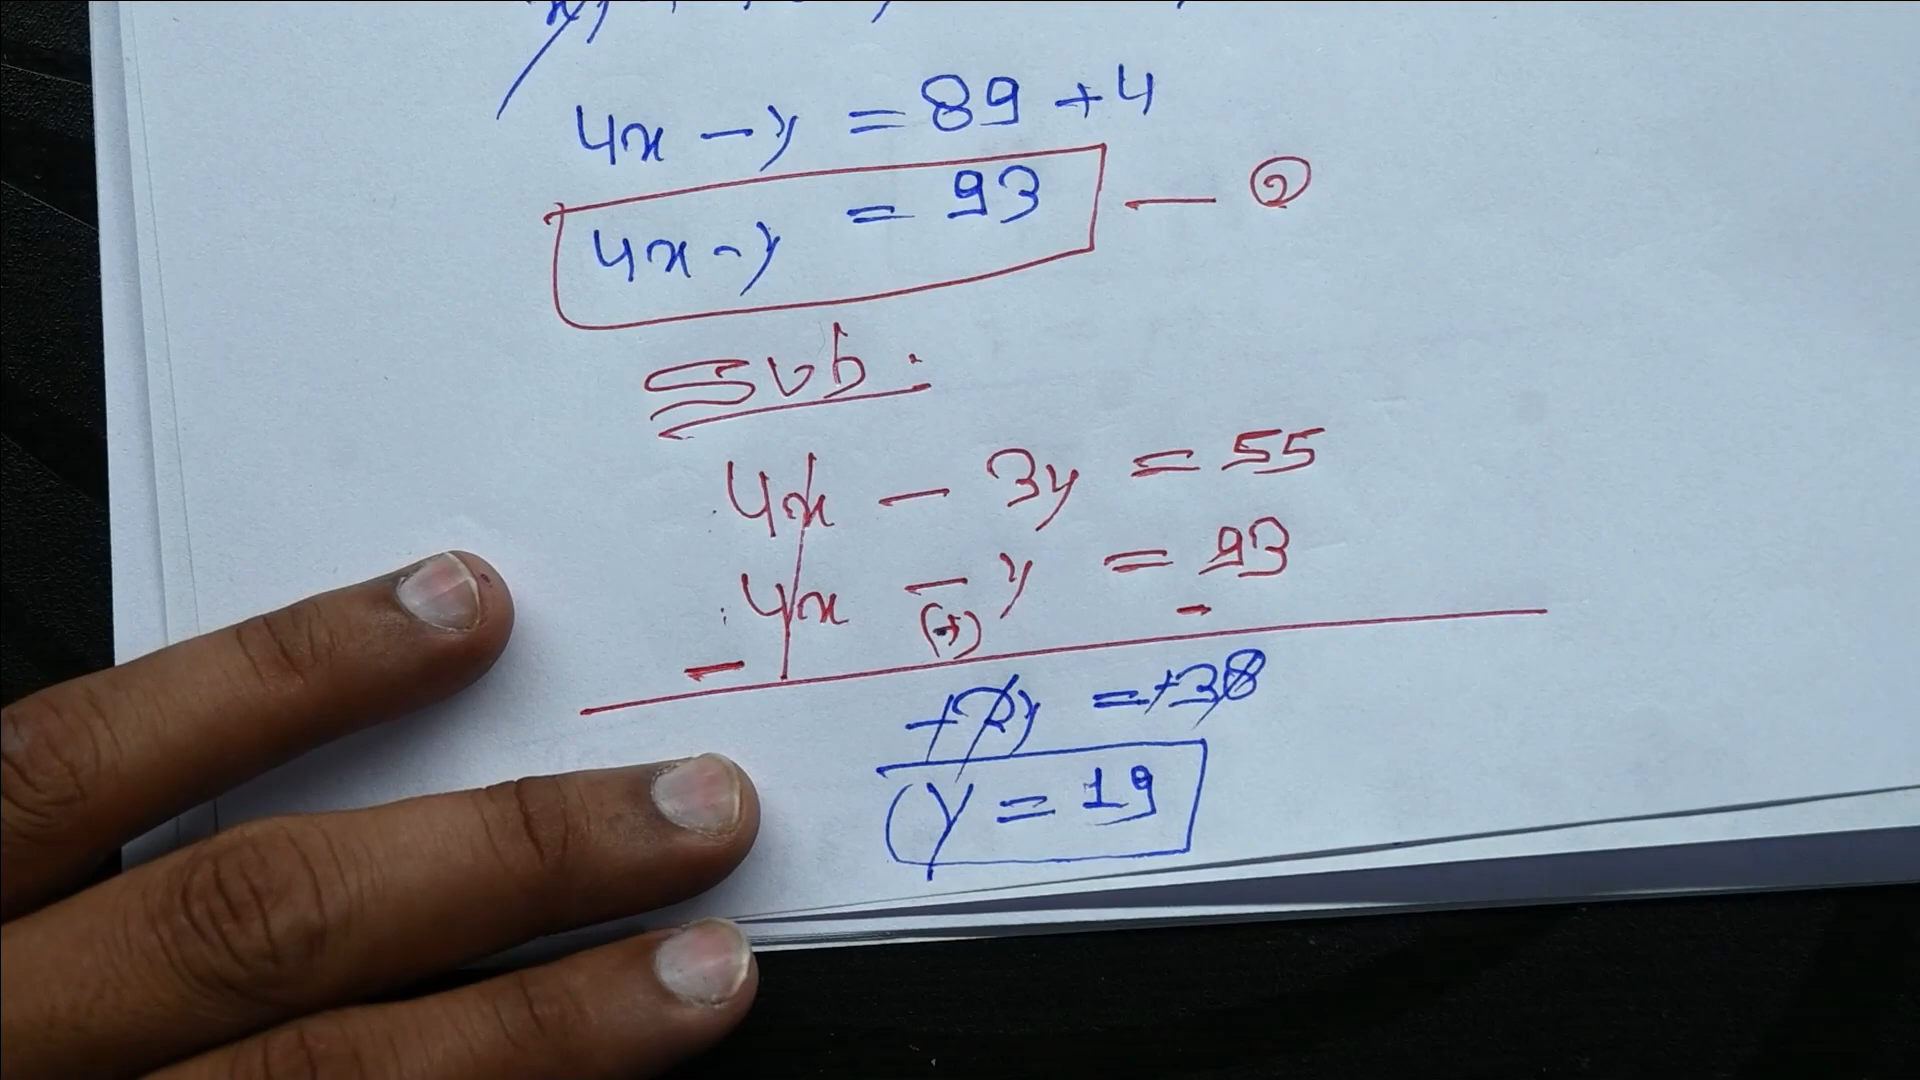 4x - y = 89 + 4
4x - y = 93 — ②
Sub.
4x - 3y = 55
4x - y = 93
- (+) -
+2y = +38
y = 19